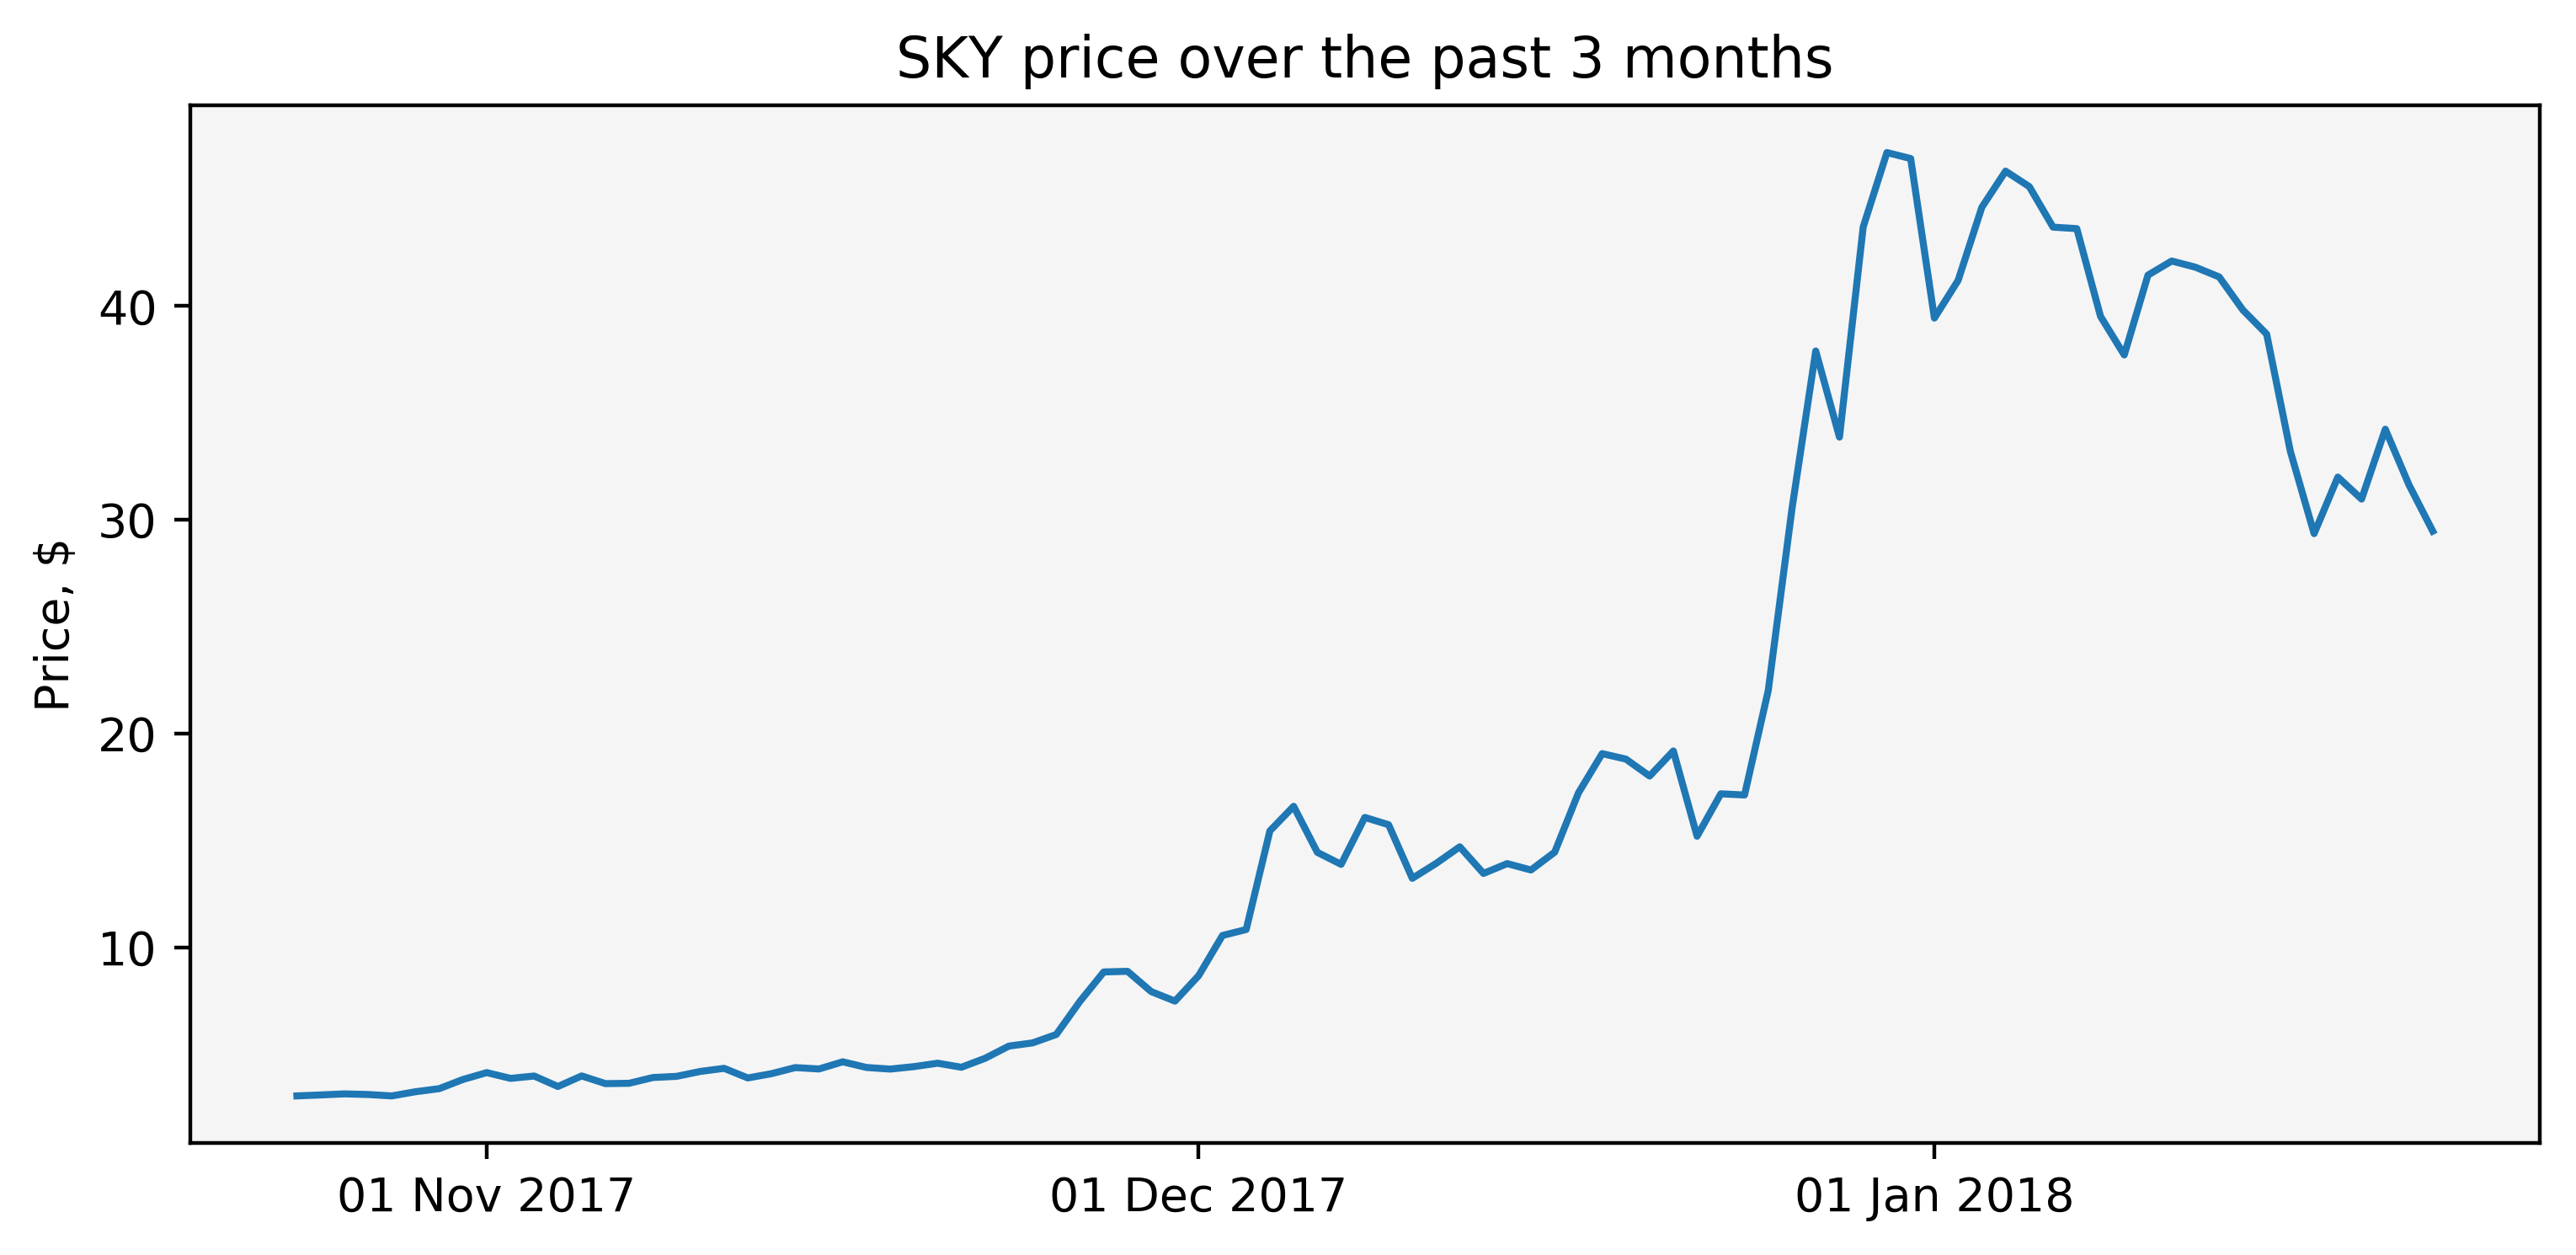 SKY price over the past 3 months
Price, $
40
30
20
10
01 Nov 2017
01 Dec 2017
01 Jan 2018